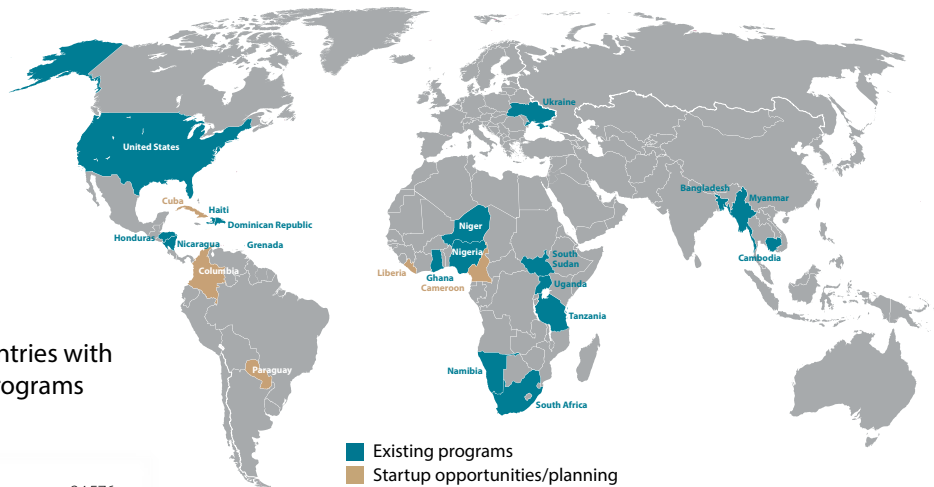 Ukraine
United States
Bangladesh
Myanmar
Cuba
Haiti
Dominican Republic
Niger
Honduras
Nicaragua
Grenada
Nigeria
South
Sudan
Cambodia
Columbia
Liberia
Ghana
Cameroon
Uganda
Tanzania
ntries with
rograms
Paraguay
Namibia
South Africa
Existing programs
Startup opportunities/planning